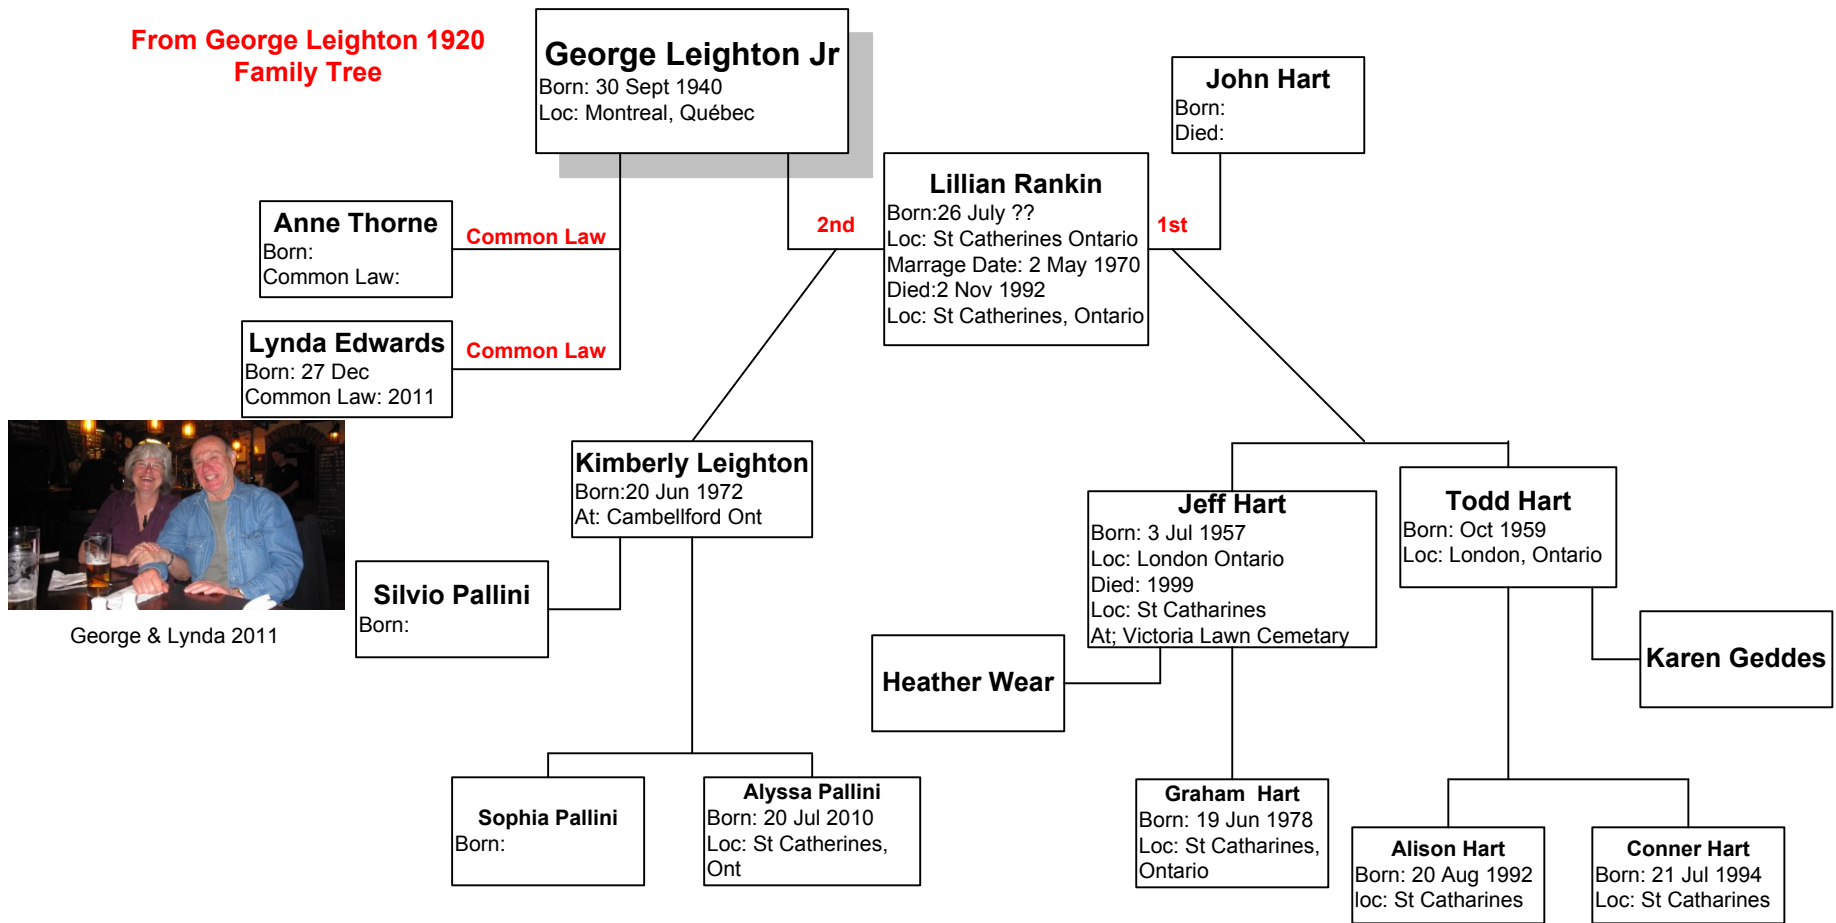 From George Leighton 1920
Family Tree
George Leighton Jr
Born: 30 Sept 1940
Loc: Montreal, Québec
John Hart
Born:
Died:
Lillian Rankin
Born:26 July ??
Loc: St Catherines Ontario
Marrage Date: 2 May 1970
Died:2 Nov 1992
Loc: St Catherines, Ontario
2nd
1st
Anne Thorne
Born:
Common Law:
Common Law
Lynda Edwards
Born: 27 Dec
Common Law: 2011
Common Law
George & Lynda 2011
Kimberly Leighton
Born:20 Jun 1972
At: Cambellford Ont
Silvio Pallini
Born:
Jeff Hart
Born: 3 Jul 1957
Loc: London Ontario
Died: 1999
Loc: St Catharines
At; Victoria Lawn Cemetary
Todd Hart
Born: Oct 1959
Loc: London, Ontario
Heather Wear
Karen Geddes
Sophia Pallini
Born:
Alyssa Pallini
Born: 20 Jul 2010
Loc: St Catherines,
Ont
Graham  Hart
Born: 19 Jun 1978
Loc: St Catharines,
Ontario
Alison Hart
Born: 20 Aug 1992
loc: St Catharines
Conner Hart
Born: 21 Jul 1994
Loc: St Catharines